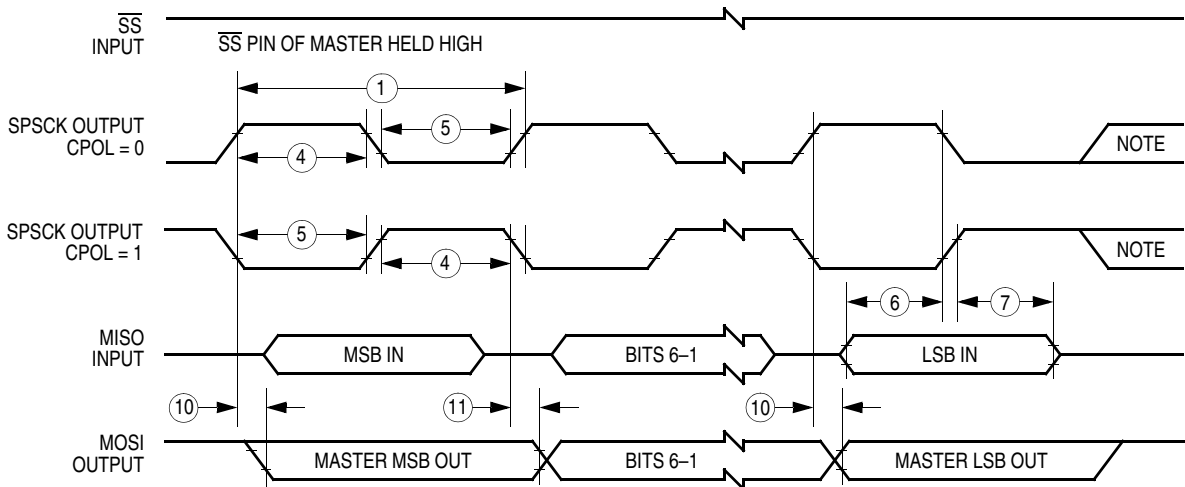 SS
INPUT
SS PIN OF MASTER HELD HIGH
1
SPSCK OUTPUT
CPOL = 0
5
4
NOTE
SPSCK OUTPUT
CPOL = 1
5
4
NOTE
6
7
MISO
INPUT
MSB IN
BITS 6–1
LSB IN
10
11
10
MOSI
OUTPUT
MASTER MSB OUT
BITS 6–1
MASTER LSB OUT